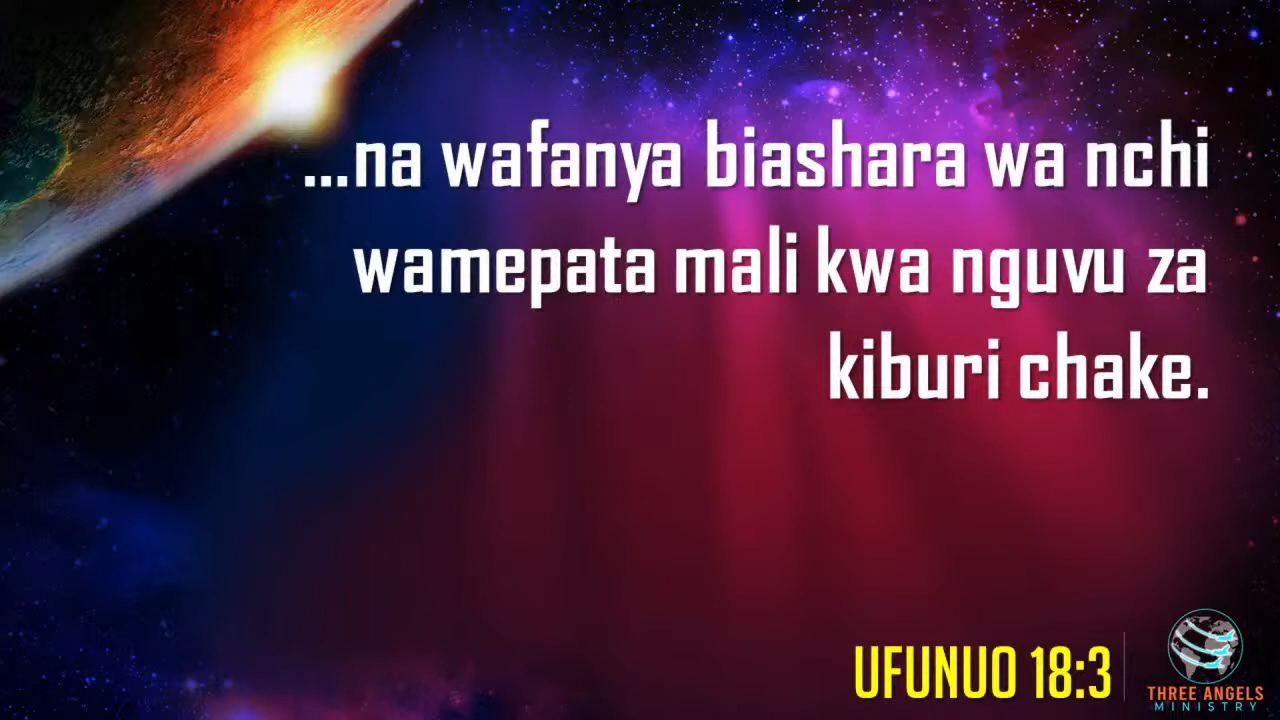 ...na wafanya biashara wa nchi
wamepata mali kwa nguvu za
kiburi chake.
UFUNUO 18:3
THREE ANGELS
MINISTRY